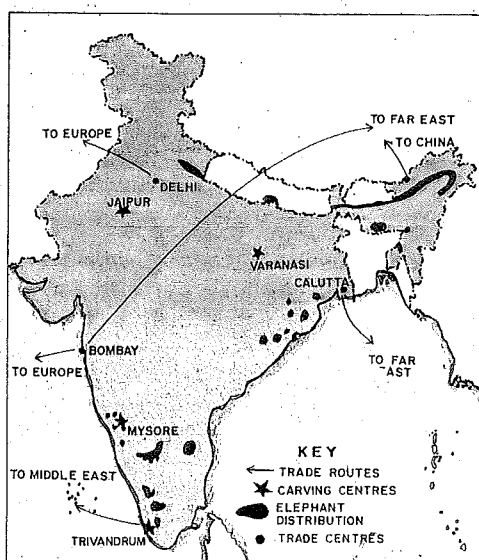 TO EUROPE
TO FAR EAST
TO CHINA
DELHI
JAIPUR
VARANASI
CALUTTA
BOMBAY
TO EUROPE
TO FAR
AST
MYSORE
KEY
TRADE ROUTES
CARVING CENTRES
ELEPHANT
DISTRIBUTION
TRADE CENTRES
TO MIDDLE EAST
TRIVANDRUM